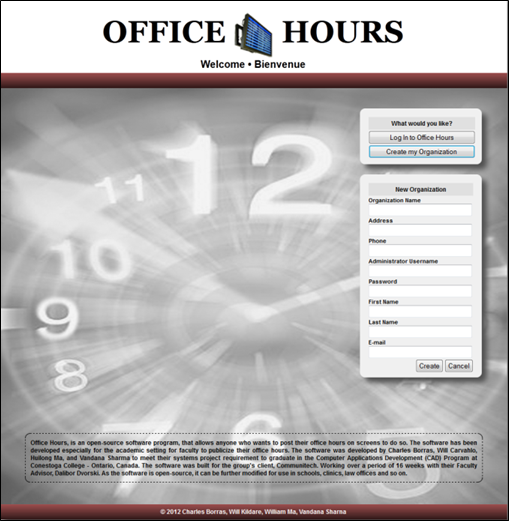 OFFICE HOURS
Welcome • Bienvenue
What would you like?
Log In to Office Hours
Create my Organization
New Organization
Organization Name
Address
Phone
Administrator Username
Password
First Name
Last Name
E-mail
Create Cancel
12
11
10
9
8
6
Office Hours, is an open-source software program, that allows anyone who wants to post their office hours on screens to do so. The software has been
developed especially for the academic setting for faculty to publicize their office hours. The software was developed by Charles Borras, Will Carvalho,
Huilong Ma, and Vandana Sharma to meet their systems project requirement to graduate in the Computer Applications Development (CAD) Program at
Conestoga College - Ontario, Canada. The software was built for the group's client, Communitech. Working over a period of 16 weeks with their Faculty
Advisor, Dalibor Dvorski. As the software is open-source, it can be further modified for use in schools, clinics, law offices and so on.
© 2012 Charles Borras, Will Kildare, William Ma, Vandana Sharna